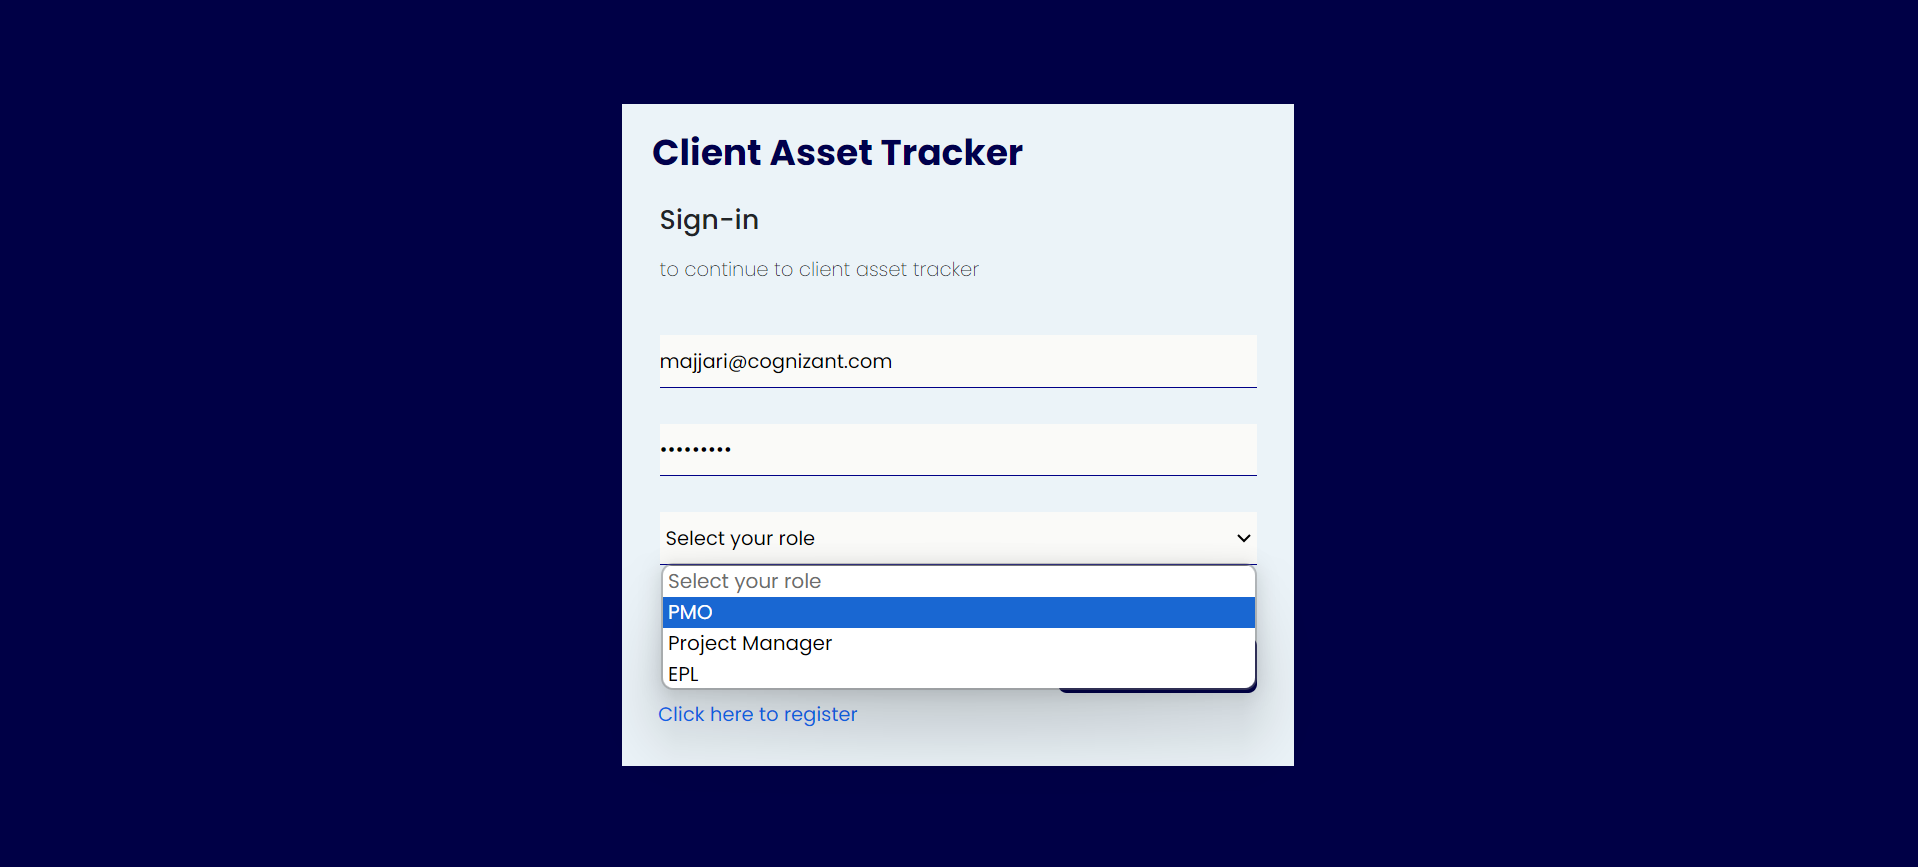 Client Asset Tracker
Sign-in
to continue to client asset tracker
majjari@cognizant.com
•••••••••
Select your role
Select your role
PMO
Project Manager
EPL
Click here to register